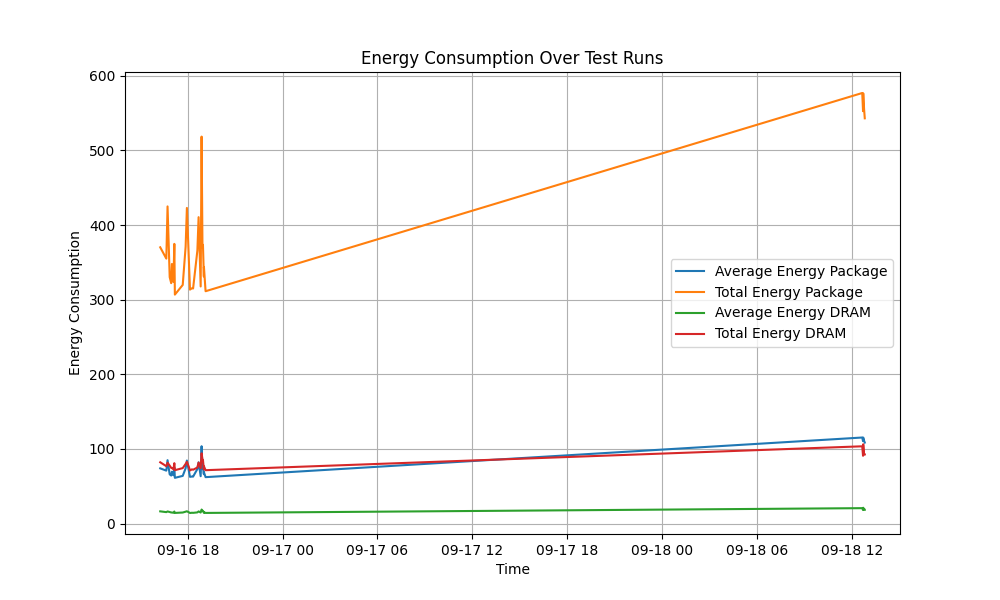 Energy Consumption Over Test Runs
600
500
400
300
200
100
0
Energy Consumption
Average Energy Package
Total Energy Package
Average Energy DRAM
Total Energy DRAM
09-16 18
09-17 00
09-17 06
09-17 12
09-17 18
09-18 00
09-18 06
09-18 12
Time